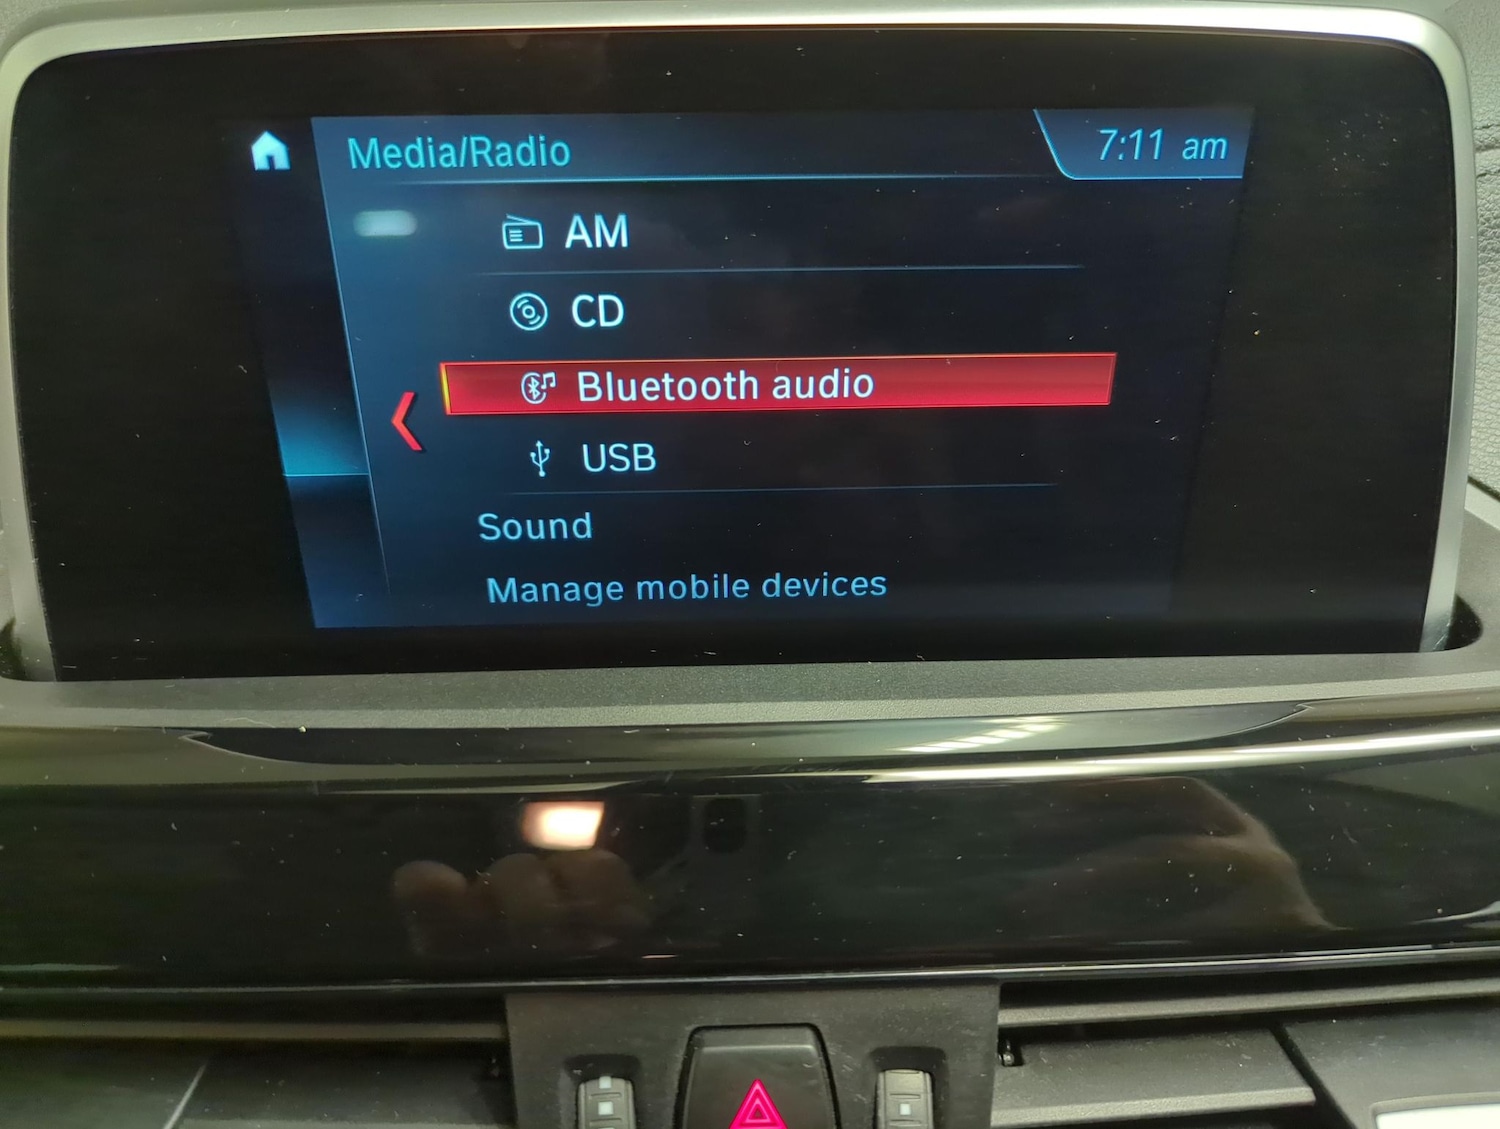 Media/Radio
7:11 am
AM
CD
Bluetooth audio
USB
Sound
Manage mobile devices